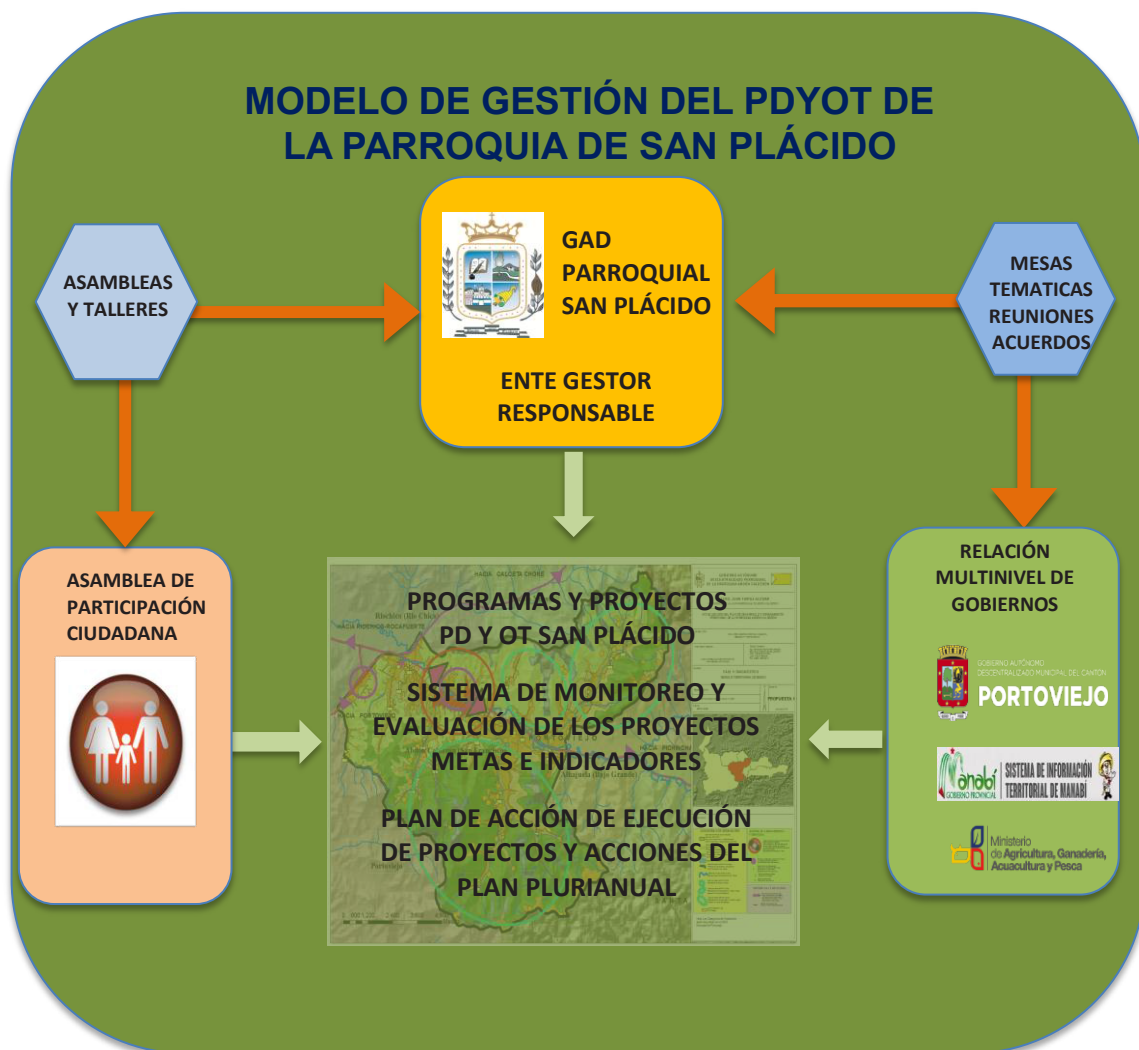 MODELO DE GESTIÓN DEL PDYOT DE
LA PARROQUIA DE SAN PLÁCIDO
GAD
PARROQUIAL
SAN PLÁCIDO
ENTE GESTOR
RESPONSABLE
ASAMBLEAS
Y TALLERES
MESAS
TEMATICAS
REUNIONES
ACUERDOS
ASAMBLEA DE
PARTICIPACIÓN
CIUDADANA
PROGRAMAS Y PROYECTOS
PD Y OT SAN PLÁCIDO
SISTEMA DE MONITOREO Y
EVALUACIÓN DE LOS PROYECTOS
METAS E INDICADORES
PLAN DE ACCIÓN DE EJECUCIÓN
DE PROYECTOS Y ACCIONES DEL
PLAN PLURIANUAL
RELACIÓN
MULTINIVEL DE
GOBIERNOS
GOBIERNO AUTÓNOMO
DESCENTRALIZADO MUNICIPAL DEL CANTÓN
PORTOVIEJO
Manabí
GOBIERNO PROVINCIAL
SISTEMA DE INFORMACIÓN
TERRITORIAL DE MANABÍ
Ministerio
de Agricultura, Ganadería,
Acuacultura y Pesca